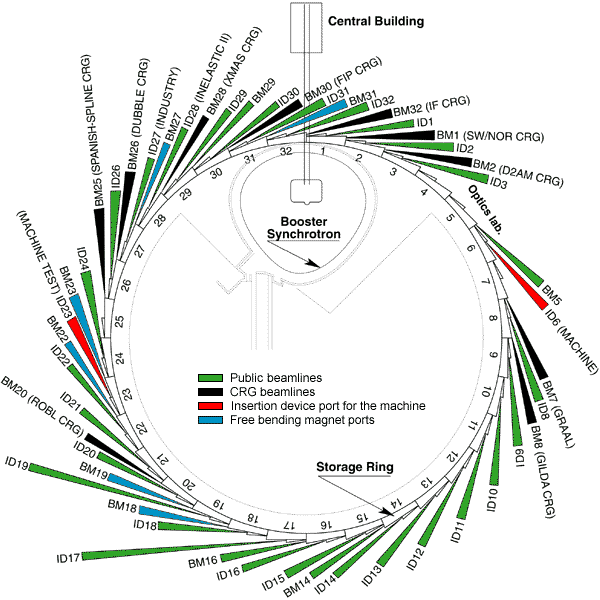 Central Building
BM25 (SPANISH-SPLINE CRG)
ID26
BM26 (DUBBLE CRG)
ID27 (INDUSTRY)
BM27
ID28 (INELASTIC II)
BM28 (XMAS CRG)
ID29
BM29
ID30
BM30 (FIP CRG)
ID31
BM31
ID32
BM32 (IF CRG)
ID1
BM1 (SW/NOR CRG)
ID2
BM2 (D2AM CRG)
ID3
Optics lab.
BM5
ID6 (MACHINE)
BM7 (GRAAL)
ID8
BM8 (GILDA CRG)
ID9
ID10
ID11
ID12
ID13
ID14
BM14
ID15
ID16
BM16
ID17
ID18
BM18
BM19
ID19
ID20
BM20 (ROBL CRG)
ID21
ID22
BM22
(MACHINE TEST) ID23
BM23
ID24
1
2
3
4
5
6
7
8
9
10
11
12
13
14
15
16
17
18
19
20
21
22
23
24
25
26
27
28
29
30
31
32
Booster
Synchrotron
Public beamlines
CRG beamlines
Insertion device port for the machine
Free bending magnet ports
Storage Ring